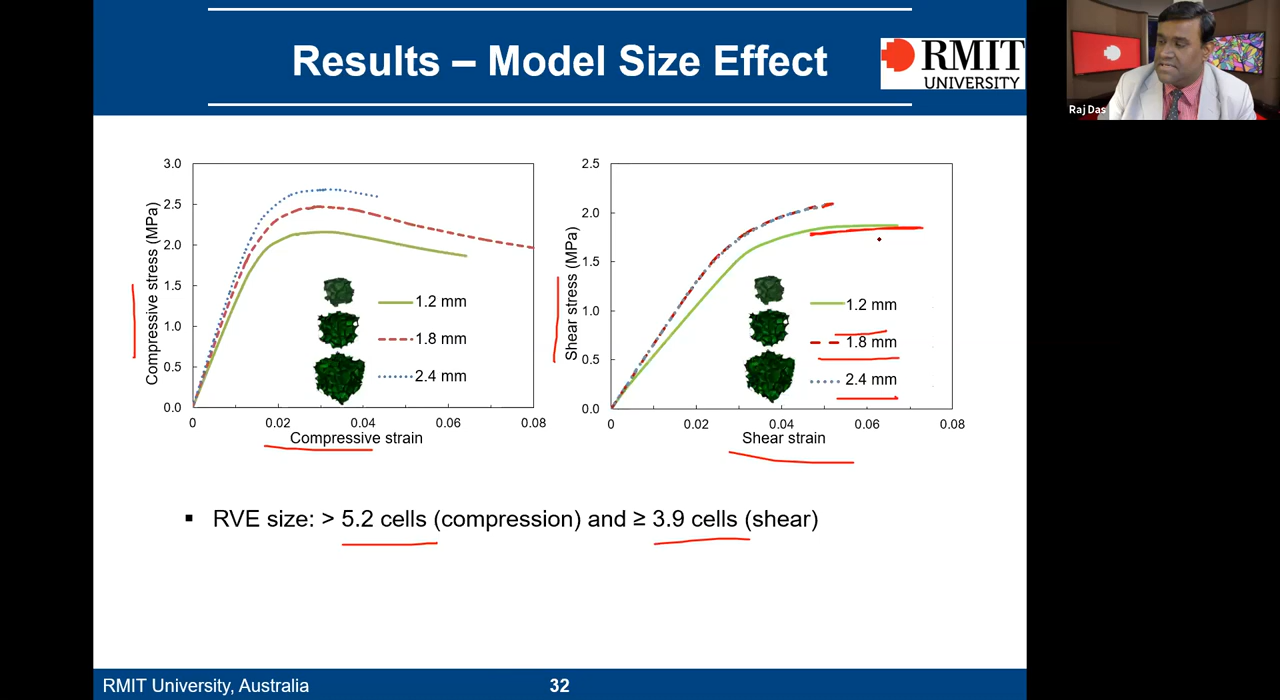 Results – Model Size Effect
RMIT
UNIVERSITY
Raj Das
3.0
2.5
2.0
1.5
1.0
0.5
0.0
Compressive stress (MPa)
0
0.02
0.04
0.06
0.08
Compressive strain
1.2 mm
1.8 mm
2.4 mm
2.5
2.0
1.5
1.0
0.5
0.0
Shear stress (MPa)
0
0.02
0.04
0.06
0.08
Shear strain
1.2 mm
1.8 mm
2.4 mm
▪ RVE size: > 5.2 cells (compression) and ≥ 3.9 cells (shear)
RMIT University, Australia
32